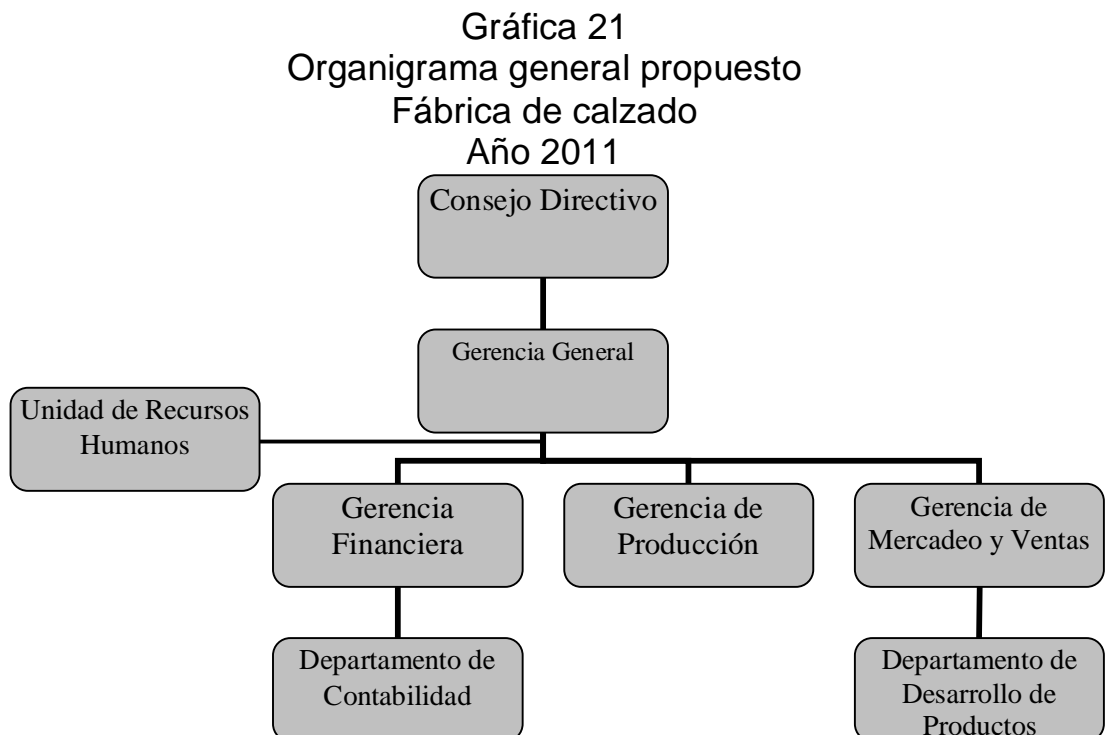 Gráfica 21
Organigrama general propuesto
Fábrica de calzado
Año 2011
Consejo Directivo
Gerencia General
Unidad de Recursos
Humanos
Gerencia
Financiera
Gerencia de
Producción
Gerencia de
Mercadeo y Ventas
Departamento de
Contabilidad
Departamento de
Desarrollo de
Productos